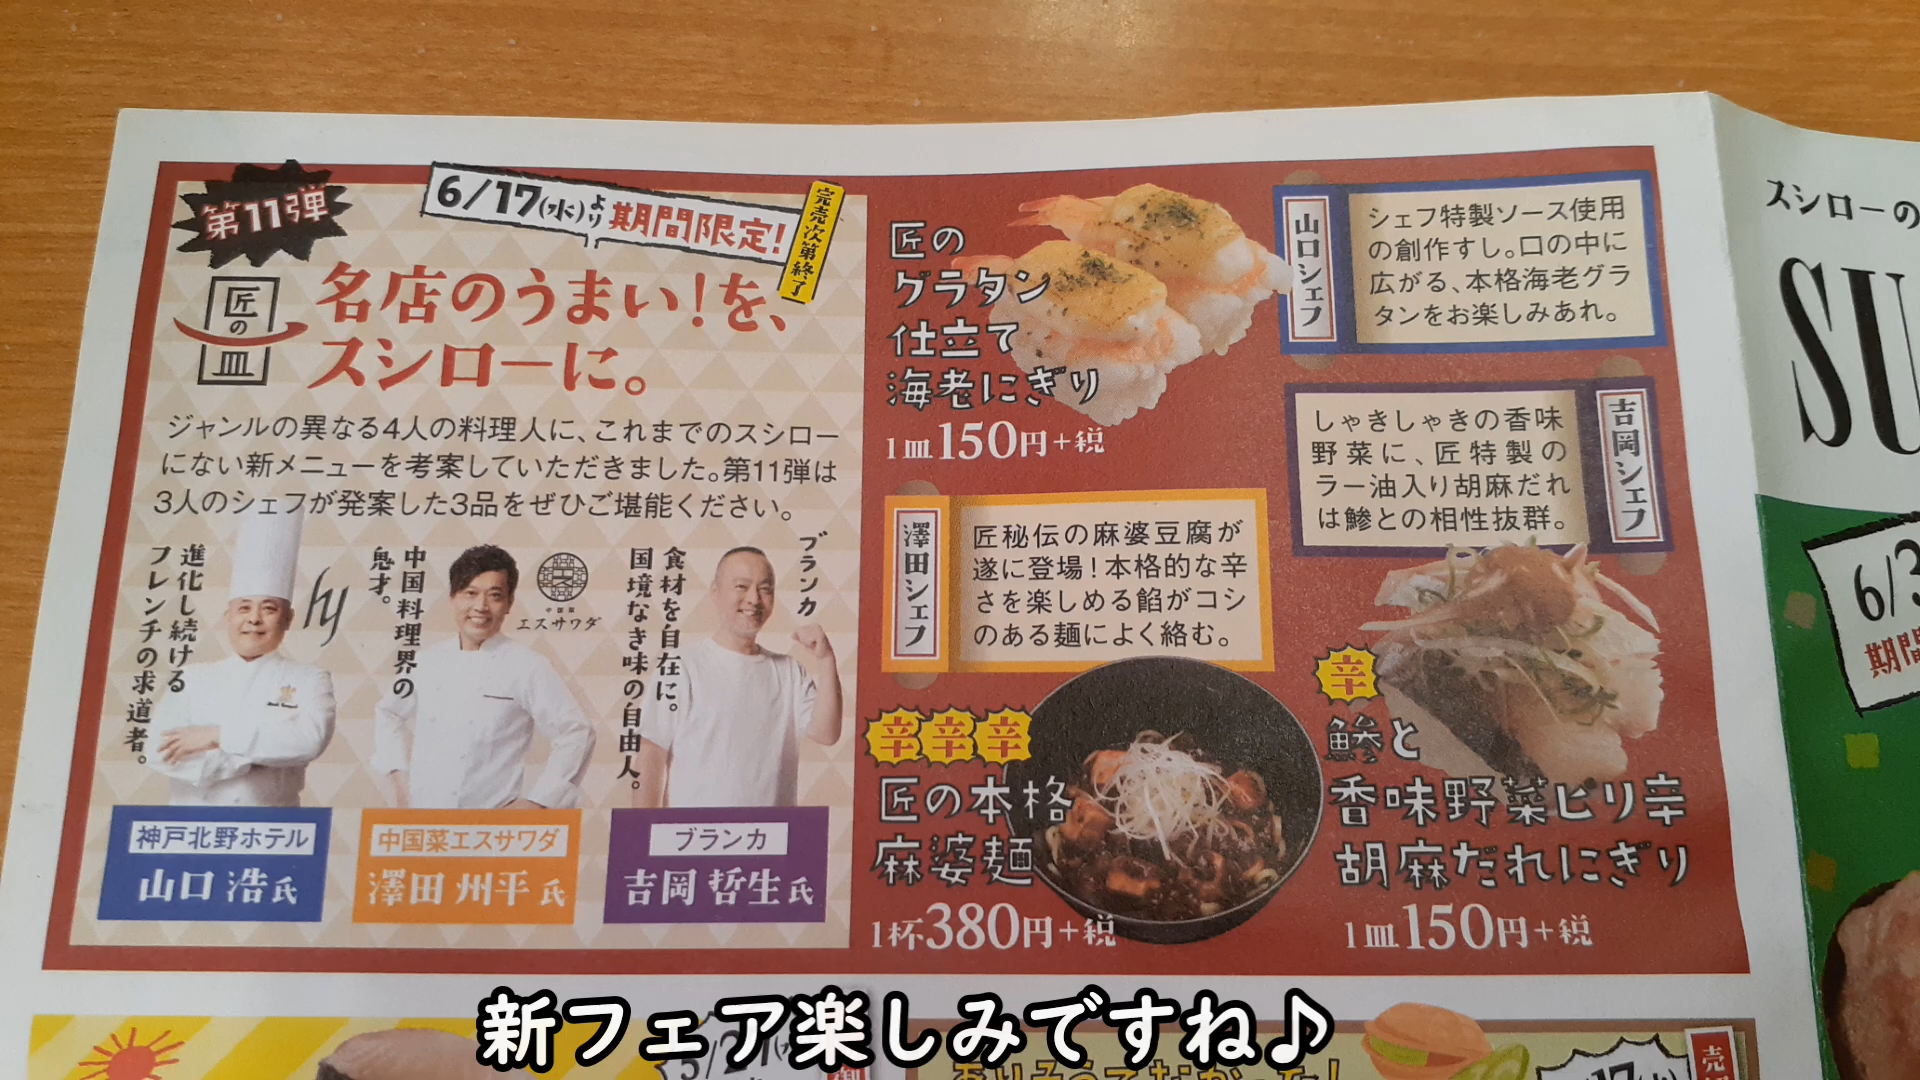 第11弾
6/17(水)より期間限定!
完売次第終了
匠の皿
名店のうまい!を、
スシローに。
ジャンルの異なる4人の料理人に、これまでのスシロー
にない新メニューを考案していただきました。第11弾は
3人のシェフが発案した3品をぜひご堪能ください。
進化し続ける
フレンチの求道者。
hy
中国料理界の
鬼才。
中国菜
エスサワダ
食材を自在に。
国境なき味の自由人。
ブランカ
神戸北野ホテル
山口 浩氏
中国菜エスサワダ
澤田 州平氏
ブランカ
吉岡 哲生氏
匠の
グラタン
仕立て
海老にぎり
1皿150円+税
山口シェフ
シェフ特製ソース使用
の創作すし。口の中に
広がる、本格海老グラ
タンをお楽しみあれ。
澤田シェフ
匠秘伝の麻婆豆腐が
遂に登場!本格的な辛
さを楽しめる餡がコシ
のある麺によく絡む。
辛辛辛
匠の本格
麻婆麺
1杯380円+税
吉岡シェフ
しゃきしゃきの香味
野菜に、匠特製の
ラー油入り胡麻だれ
は鯵との相性抜群。
辛
鯵と
香味野菜ピリ辛
胡麻だれにぎり
1皿150円+税
スシローの
SU
6/3
期間
5/27
新フェア楽しみですね♪